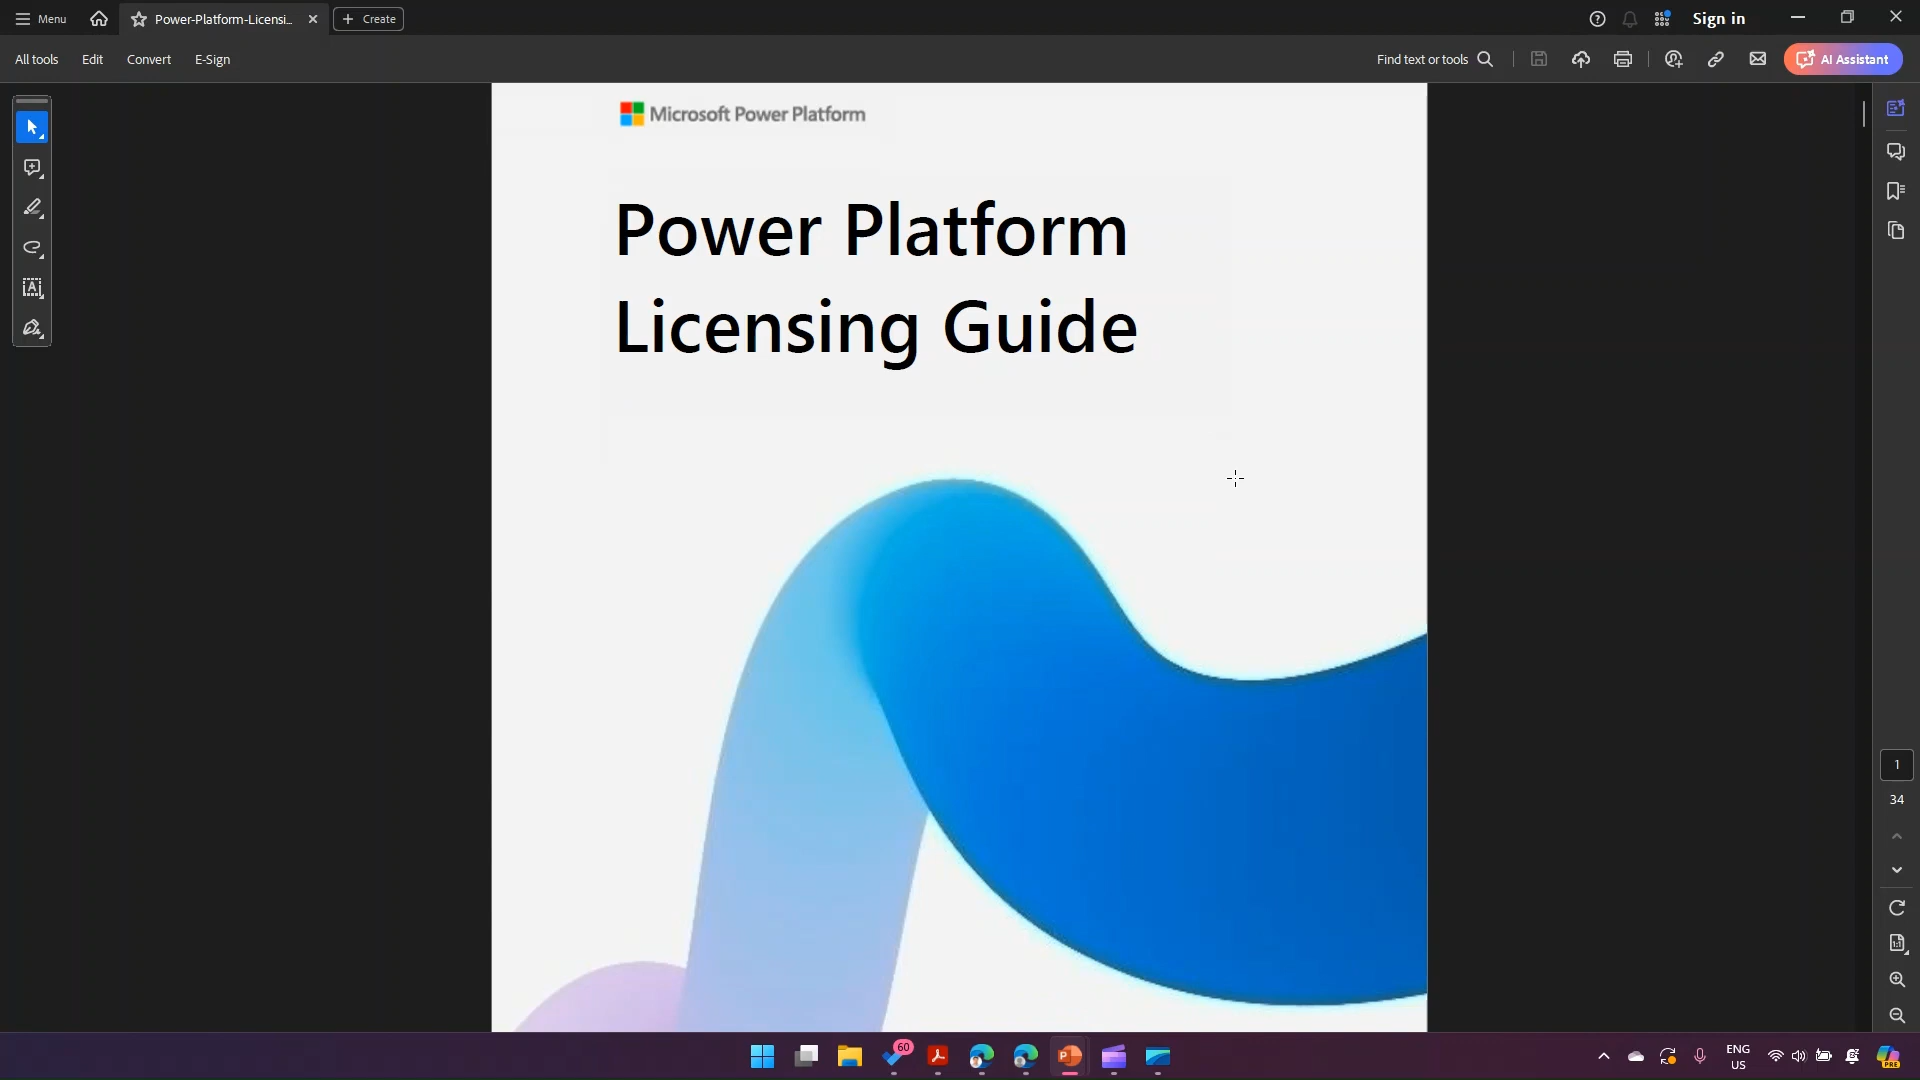 Menu
Power-Platform-Licensi...
Create
Sign in
All tools
Edit
Convert
E-Sign
Find text or tools
AI Assistant
Microsoft Power Platform
Power Platform
Licensing Guide
1
34
60
ENG
US
PRE